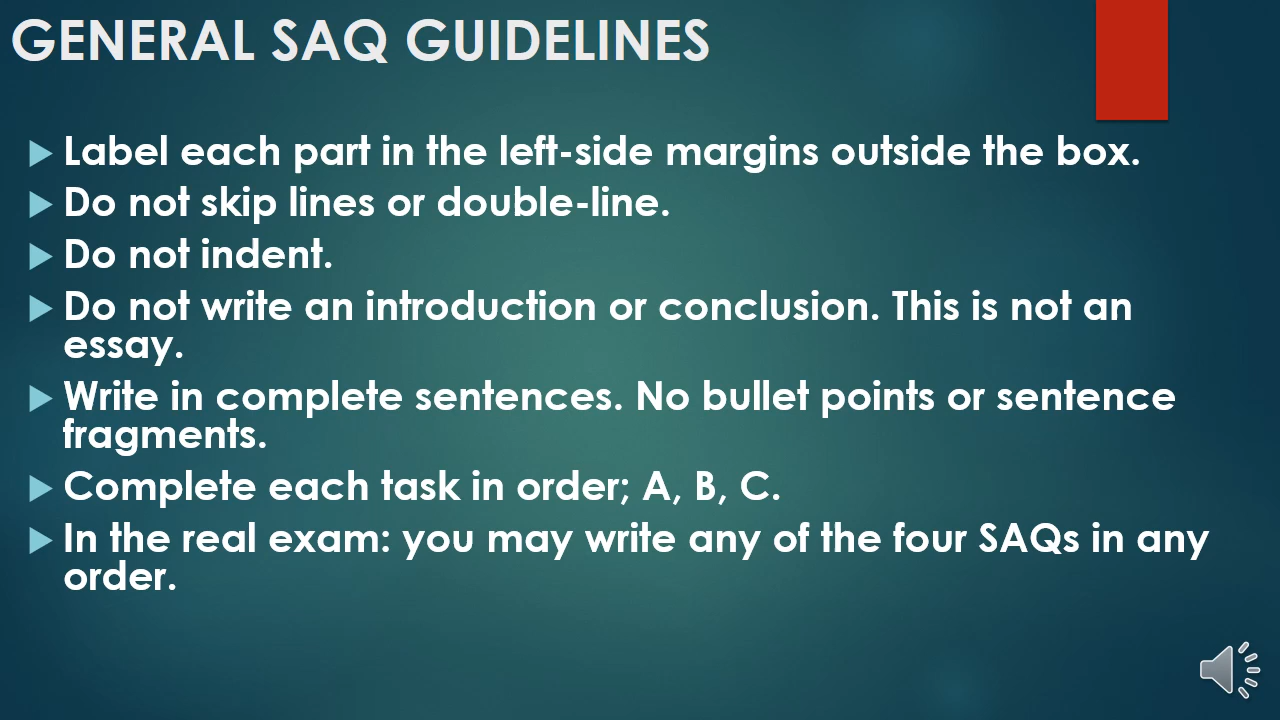 GENERAL SAQ GUIDELINES
Label each part in the left-side margins outside the box.
Do not skip lines or double-line.
Do not indent.
Do not write an introduction or conclusion. This is not an
essay.
Write in complete sentences. No bullet points or sentence
fragments.
Complete each task in order; A, B, C.
In the real exam: you may write any of the four SAQs in any
order.